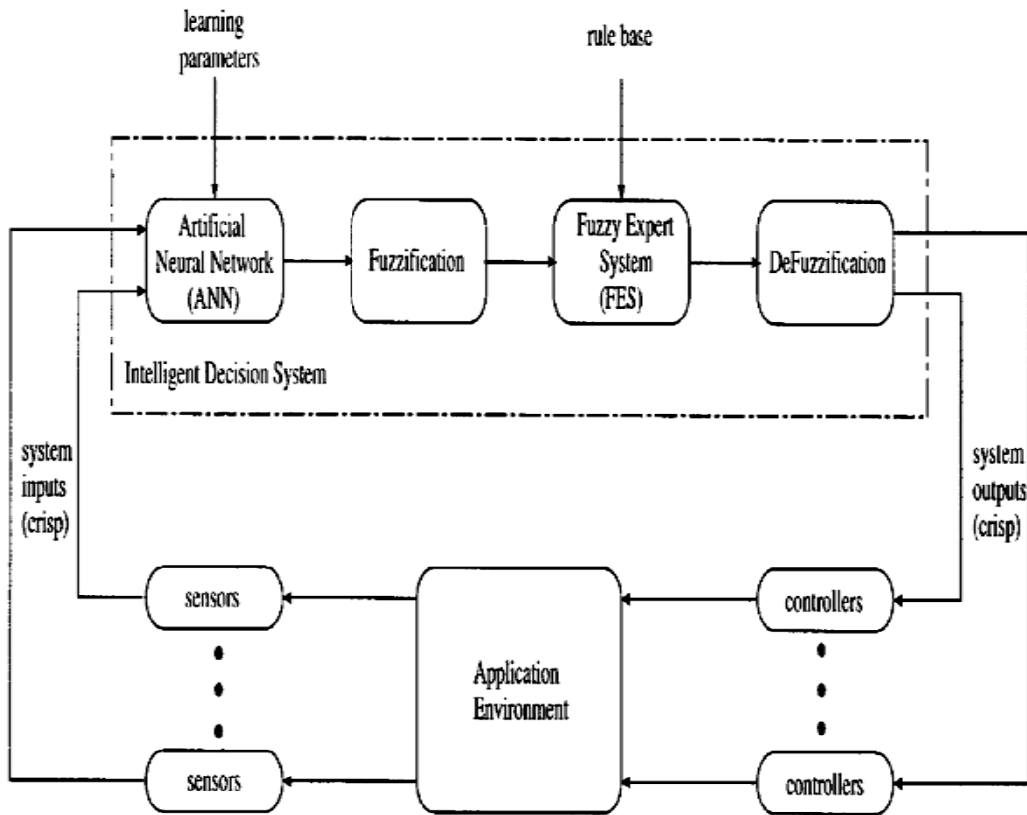 learning
parameters
rule base
Artificial
Neural Network
(ANN)
Fuzzification
Fuzzy Expert
System
(FES)
DeFuzzification
Intelligent Decision System
system
inputs
(crisp)
system
outputs
(crisp)
sensors
Application
Environment
controllers
sensors
controllers